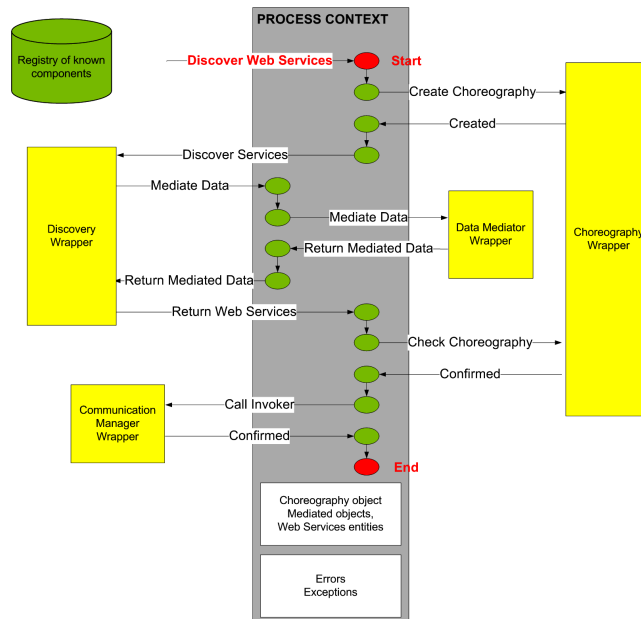 PROCESS CONTEXT
Registry of known
components
Discover Web Services
Start
Create Choreography
Created
Discover Services
Mediate Data
Mediate Data
Return Mediated Data
Return Mediated Data
Discovery
Wrapper
Data Mediator
Wrapper
Choreography
Wrapper
Return Web Services
Check Choreography
Confirmed
Call Invoker
Communication
Manager
Wrapper
Confirmed
End
Choreography object
Mediated objects,
Web Services entities
Errors
Exceptions